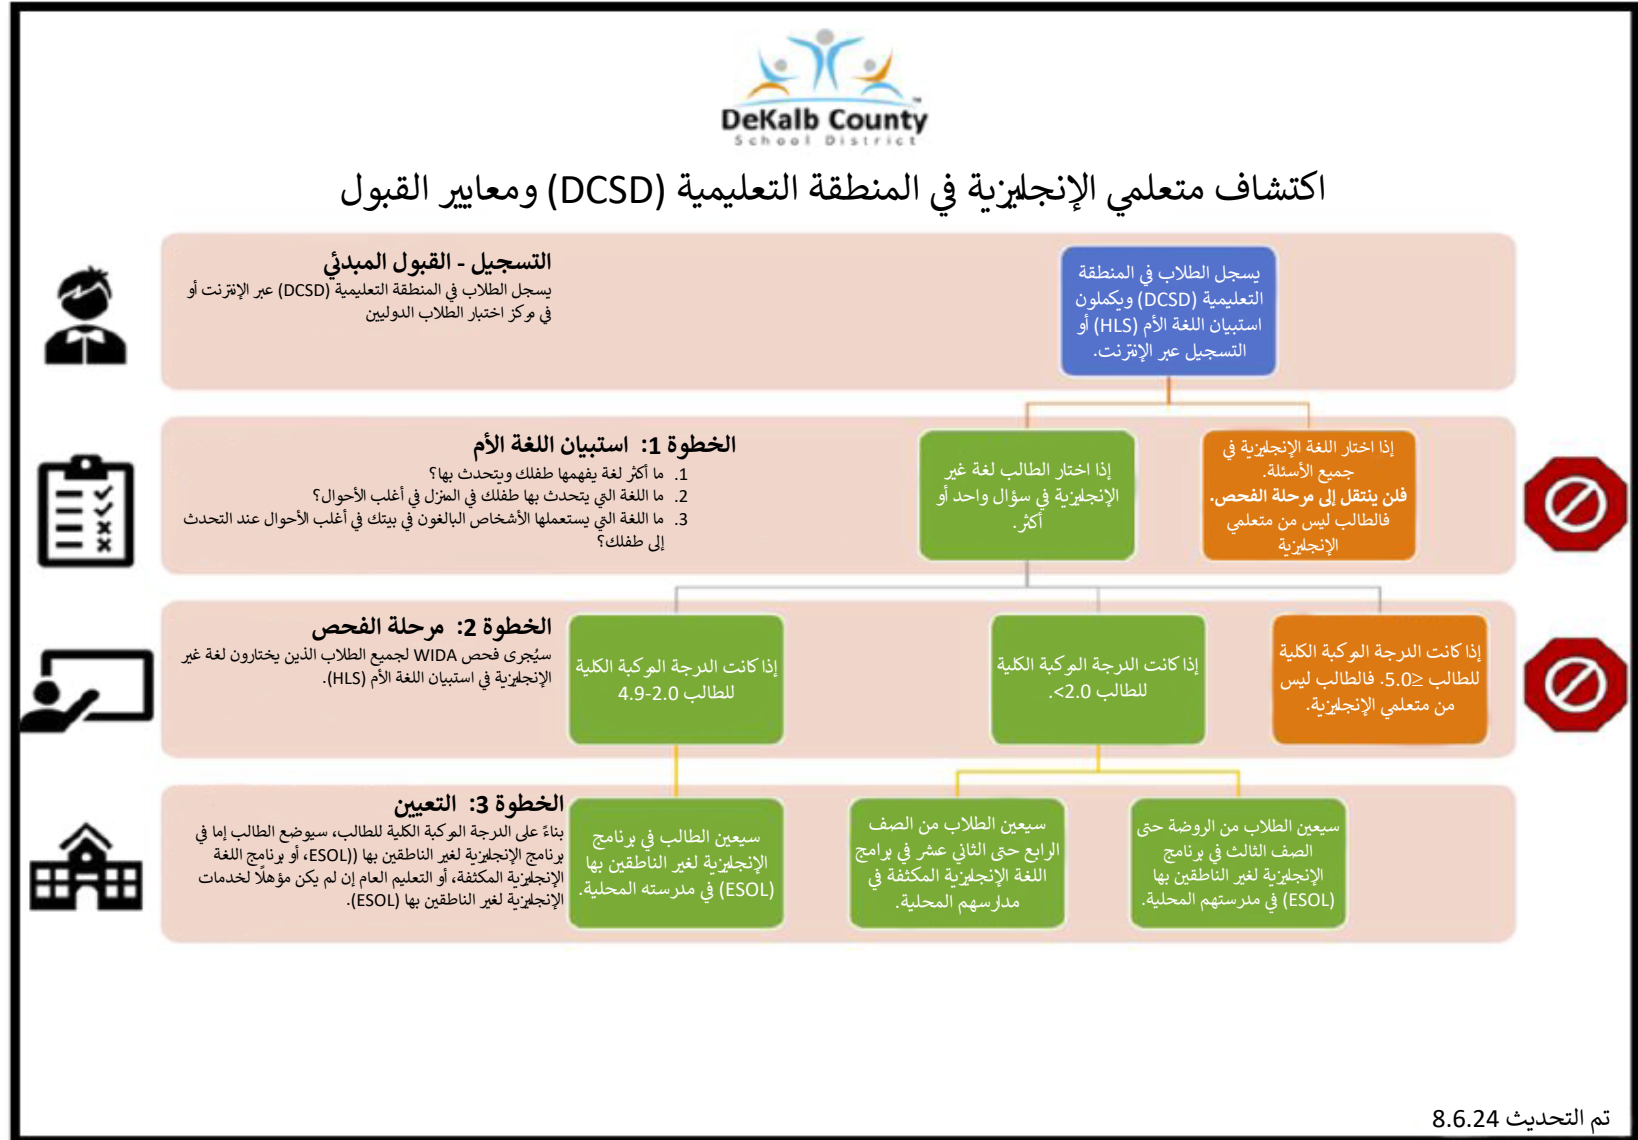 DeKalb County
School District
اكتشاف متعلمي الإنجليزية في المنطقة التعليمية (DCSD) ومعايير القبول
التسجيل - القبول المبدئي
يسجل الطلاب في المنطقة التعليمية (DCSD) عبر الإنترنت أو
في مركز اختبار الطلاب الدوليين
يسجل الطلاب في المنطقة
التعليمية (DCSD) ويكملون
استبيان اللغة الأم (HLS) أو
التسجيل عبر الإنترنت.
الخطوة 1: استبيان اللغة الأم
1. ما أكثر لغة يفهمها طفلك ويتحدث بها؟
2. ما اللغة التي يتحدث بها طفلك في المنزل في أغلب الأحوال؟
3. ما اللغة التي يستعملها الأشخاص البالغون في بيتك في أغلب الأحوال عند التحدث
إلى طفلك؟
إذا اختار الطالب لغة غير
الإنجليزية في سؤال واحد أو
أكثر.
إذا اختار اللغة الإنجليزية في
جميع الأسئلة.
فلن ينتقل إلى مرحلة الفحص.
فالطالب ليس من متعلمي
الإنجليزية
الخطوة 2: مرحلة الفحص
سيُجرى فحص WIDA لجميع الطلاب الذين يختارون لغة غير
الإنجليزية في استبيان اللغة الأم (HLS).
إذا كانت الدرجة المركبة الكلية
للطالب 2.0-4.9
إذا كانت الدرجة المركبة الكلية
للطالب 2.0>.
إذا كانت الدرجة المركبة الكلية
للطالب ≤5.0. فالطالب ليس
من متعلمي الإنجليزية.
الخطوة 3: التعيين
بناءً على الدرجة المركبة الكلية للطالب، سيوضع الطالب إما في
برنامج الإنجليزية لغير الناطقين بها ((ESOL، أو برنامج اللغة
الإنجليزية المكثفة، أو التعليم العام إن لم يكن مؤهلاً لخدمات
الإنجليزية لغير الناطقين بها (ESOL).
سيعين الطالب في برنامج
الإنجليزية لغير الناطقين بها
(ESOL) في مدرسته المحلية.
سيعين الطلاب من الصف
الرابع حتى الثاني عشر في برامج
اللغة الإنجليزية المكثفة في
مدارسهم المحلية.
سيعين الطلاب من الروضة حتى
الصف الثالث في برنامج
الإنجليزية لغير الناطقين بها
(ESOL) في مدرستهم المحلية.
تم التحديث 8.6.24